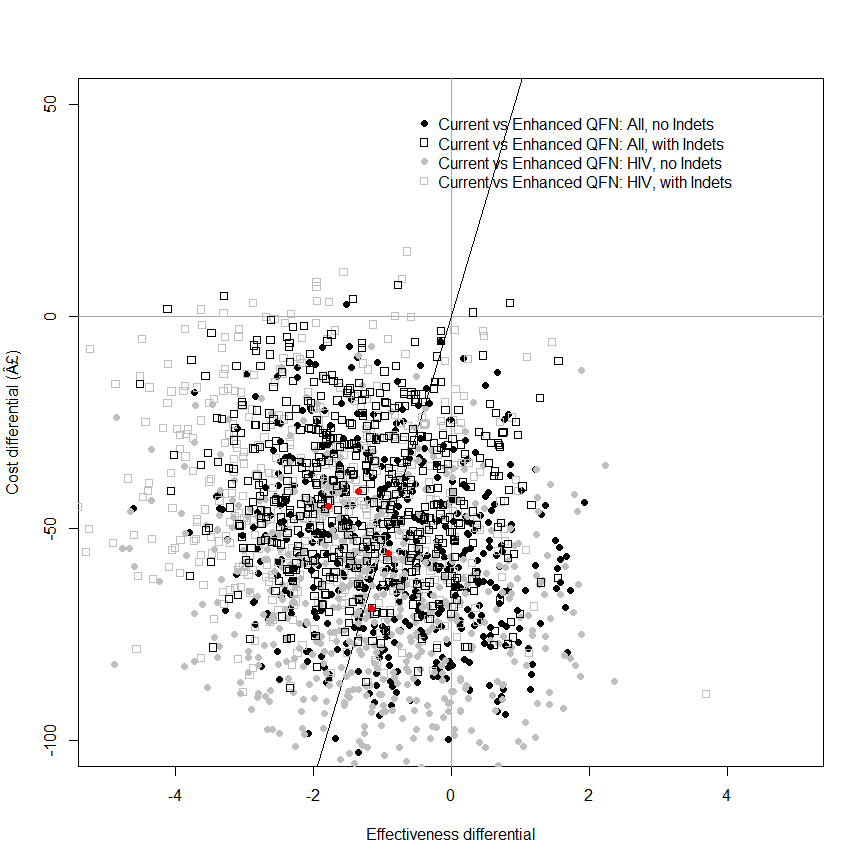 Current vs Enhanced QFN: All, no Indets
Current vs Enhanced QFN: All, with Indets
Current vs Enhanced QFN: HIV, no Indets
Current vs Enhanced QFN: HIV, with Indets
Cost differential (Â£)
50
0
-50
-100
-4 -2 0 2 4
Effectiveness differential